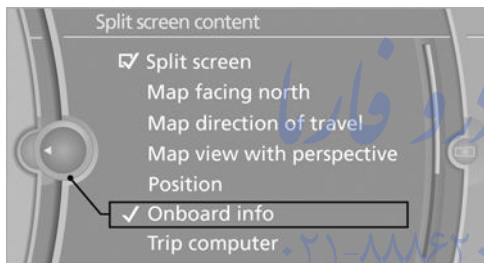 Split screen content
Split screen
Map facing north
Map direction of travel
Map view with perspective
Position
Onboard info
Trip computer